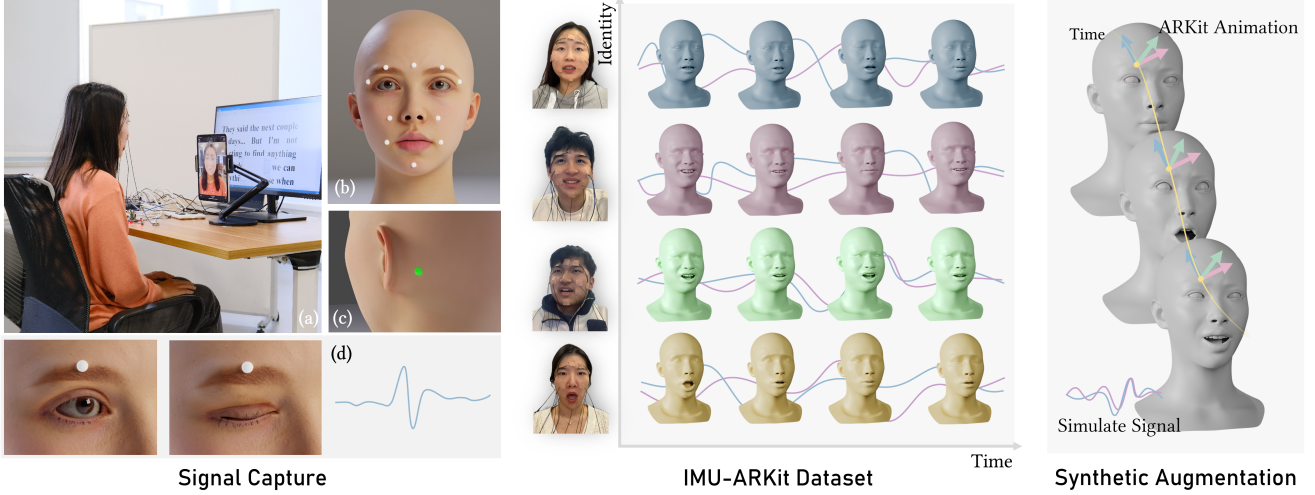 They said the next couple
days... But I'm not
to find anything
we can
se when
(a)
(b)
(c)
(d)
Signal Capture
Identity
Time
IMU-ARKit Dataset
Time
ARKit Animation
Simulate Signal
Synthetic Augmentation